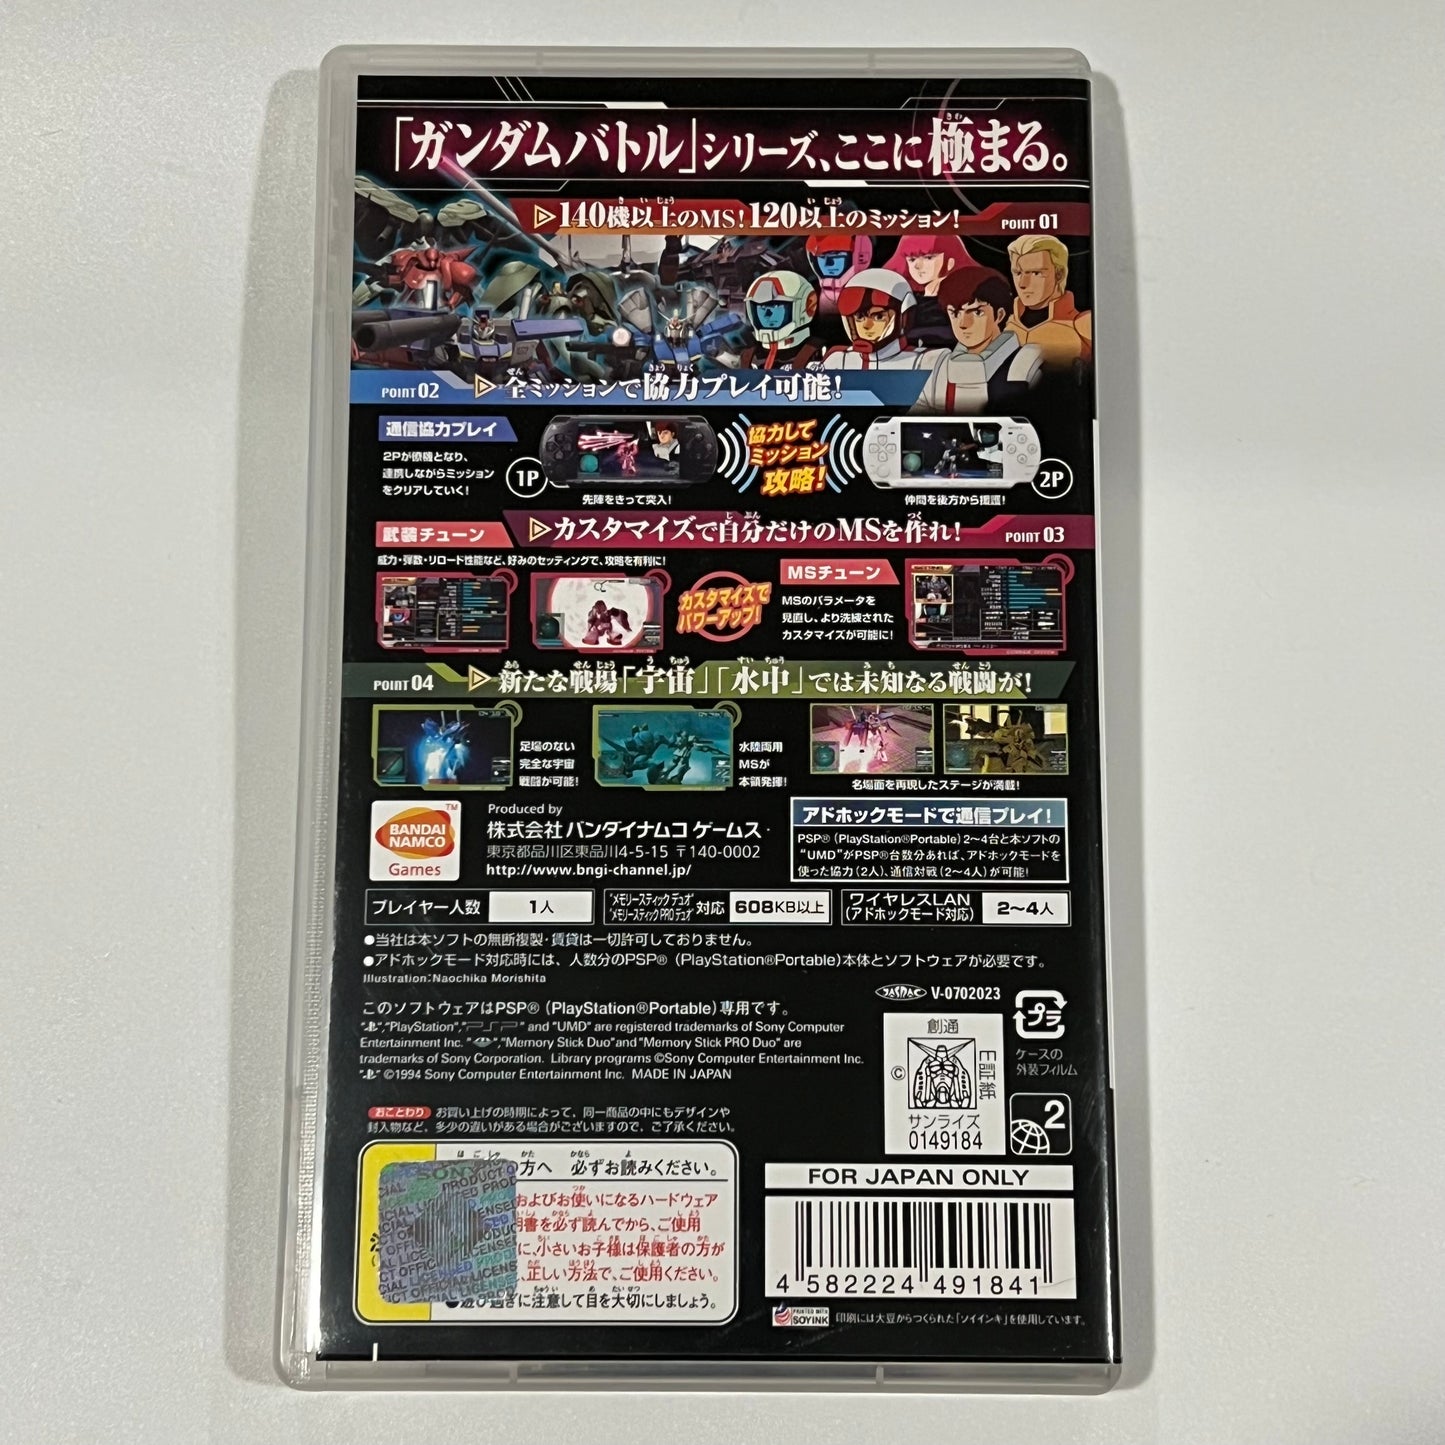 「ガンダムバトル」シリーズ、ここに極まる。
▷140機以上のMS!120以上のミッション!
POINT 01
POINT 02
▷全ミッションで協力プレイ可能!
通信協力プレイ
2Pが僚機となり、
連携しながらミッション
をクリアしていく!
1P
先陣をきって突入!
協力して
ミッション
攻略!
2P
仲間を後方から援護!
武装チューン
▷カスタマイズで自分だけのMSを作れ!
POINT 03
威力・弾数・リロード性能など、好みのセッティングで、攻略を有利に!
カスタマイズで
パワーアップ!
MSチューン
MSのパラメータを
見直し、より洗練された
カスタマイズが可能に!
POINT 04
▷新たな戦場「宇宙」「水中」では未知なる戦闘が!
足場のない
完全な宇宙
戦闘が可能!
水陸両用
MSが
本領発揮!
名場面を再現したステージが満載!
BANDAI
NAMCO
Games
TM
Produced by
株式会社 バンダイナムコ ゲームス
東京都品川区東品川4-5-15 〒140-0002
http://www.bngi-channel.jp/
アドホックモードで通信プレイ!
PSP®(PlayStation®Portable)2~4台と本ソフトの
“UMD”がPSP®台数分あれば、アドホックモードを
使った協力(2人)、通信対戦(2~4人)が可能!
プレイヤー人数 1人
“メモリースティック デュオ”
“メモリースティック PRO デュオ” 対応 608KB以上
ワイヤレスLAN
(アドホックモード対応) 2~4人
●当社は本ソフトの無断複製・賃貸は一切許可しておりません。
●アドホックモード対応時には、人数分のPSP®(PlayStation®Portable)本体とソフトウェアが必要です。
Illustration:Naochika Morishita
JASRAC V-0702023
このソフトウェアはPSP®(PlayStation®Portable)専用です。
“ ”,“PlayStation”,“PSP” and “UMD” are registered trademarks of Sony Computer
Entertainment Inc. “ ”,“Memory Stick Duo”and“Memory Stick PRO Duo” are
trademarks of Sony Corporation. Library programs ©Sony Computer Entertainment Inc.
“ ” ©1994 Sony Computer Entertainment Inc. MADE IN JAPAN
創通
©
E証紙
サンライズ
0149184
プラ
ケースの
外装フィルム
2
おことわり お買い上げの時期によって、同一商品の中にもデザインや
封入物など、多少の違いがある場合がございますので、ご了承ください。
の方へ 必ずお読みください。
およびお使いになるハードウェア
明書を必ず読んでから、ご使用
に、小さいお子様は保護者の方が
、正しい方法で、ご使用ください。
●遊び過ぎに注意して目を大切にしましょう。
SONY
OFFICIAL LICENSED PRODUCT
FOR JAPAN ONLY
4 582224 491841
PRINTED WITH
SOYINK
印刷には大豆からつくられた「ソイインキ」を使用しています。